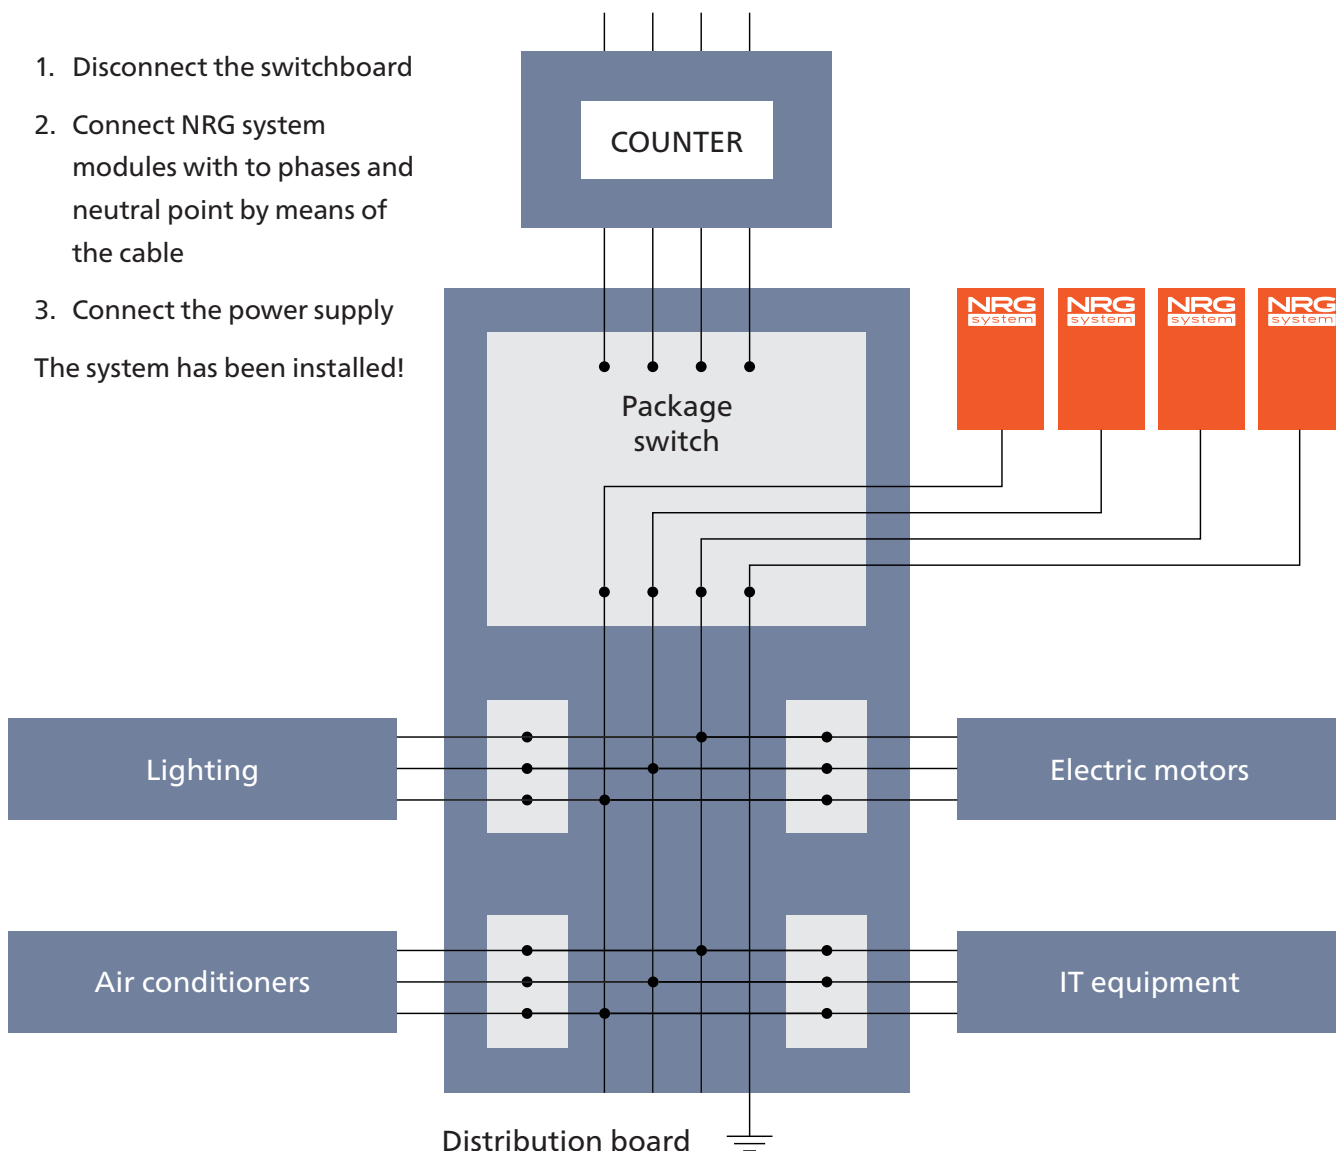 1. Disconnect the switchboard
2. Connect NRG system
modules with to phases and
neutral point by means of
the cable
3. Connect the power supply
The system has been installed!
COUNTER
Package
switch
NRG
system
NRG
system
NRG
system
NRG
system
Lighting
Electric motors
Air conditioners
IT equipment
Distribution board